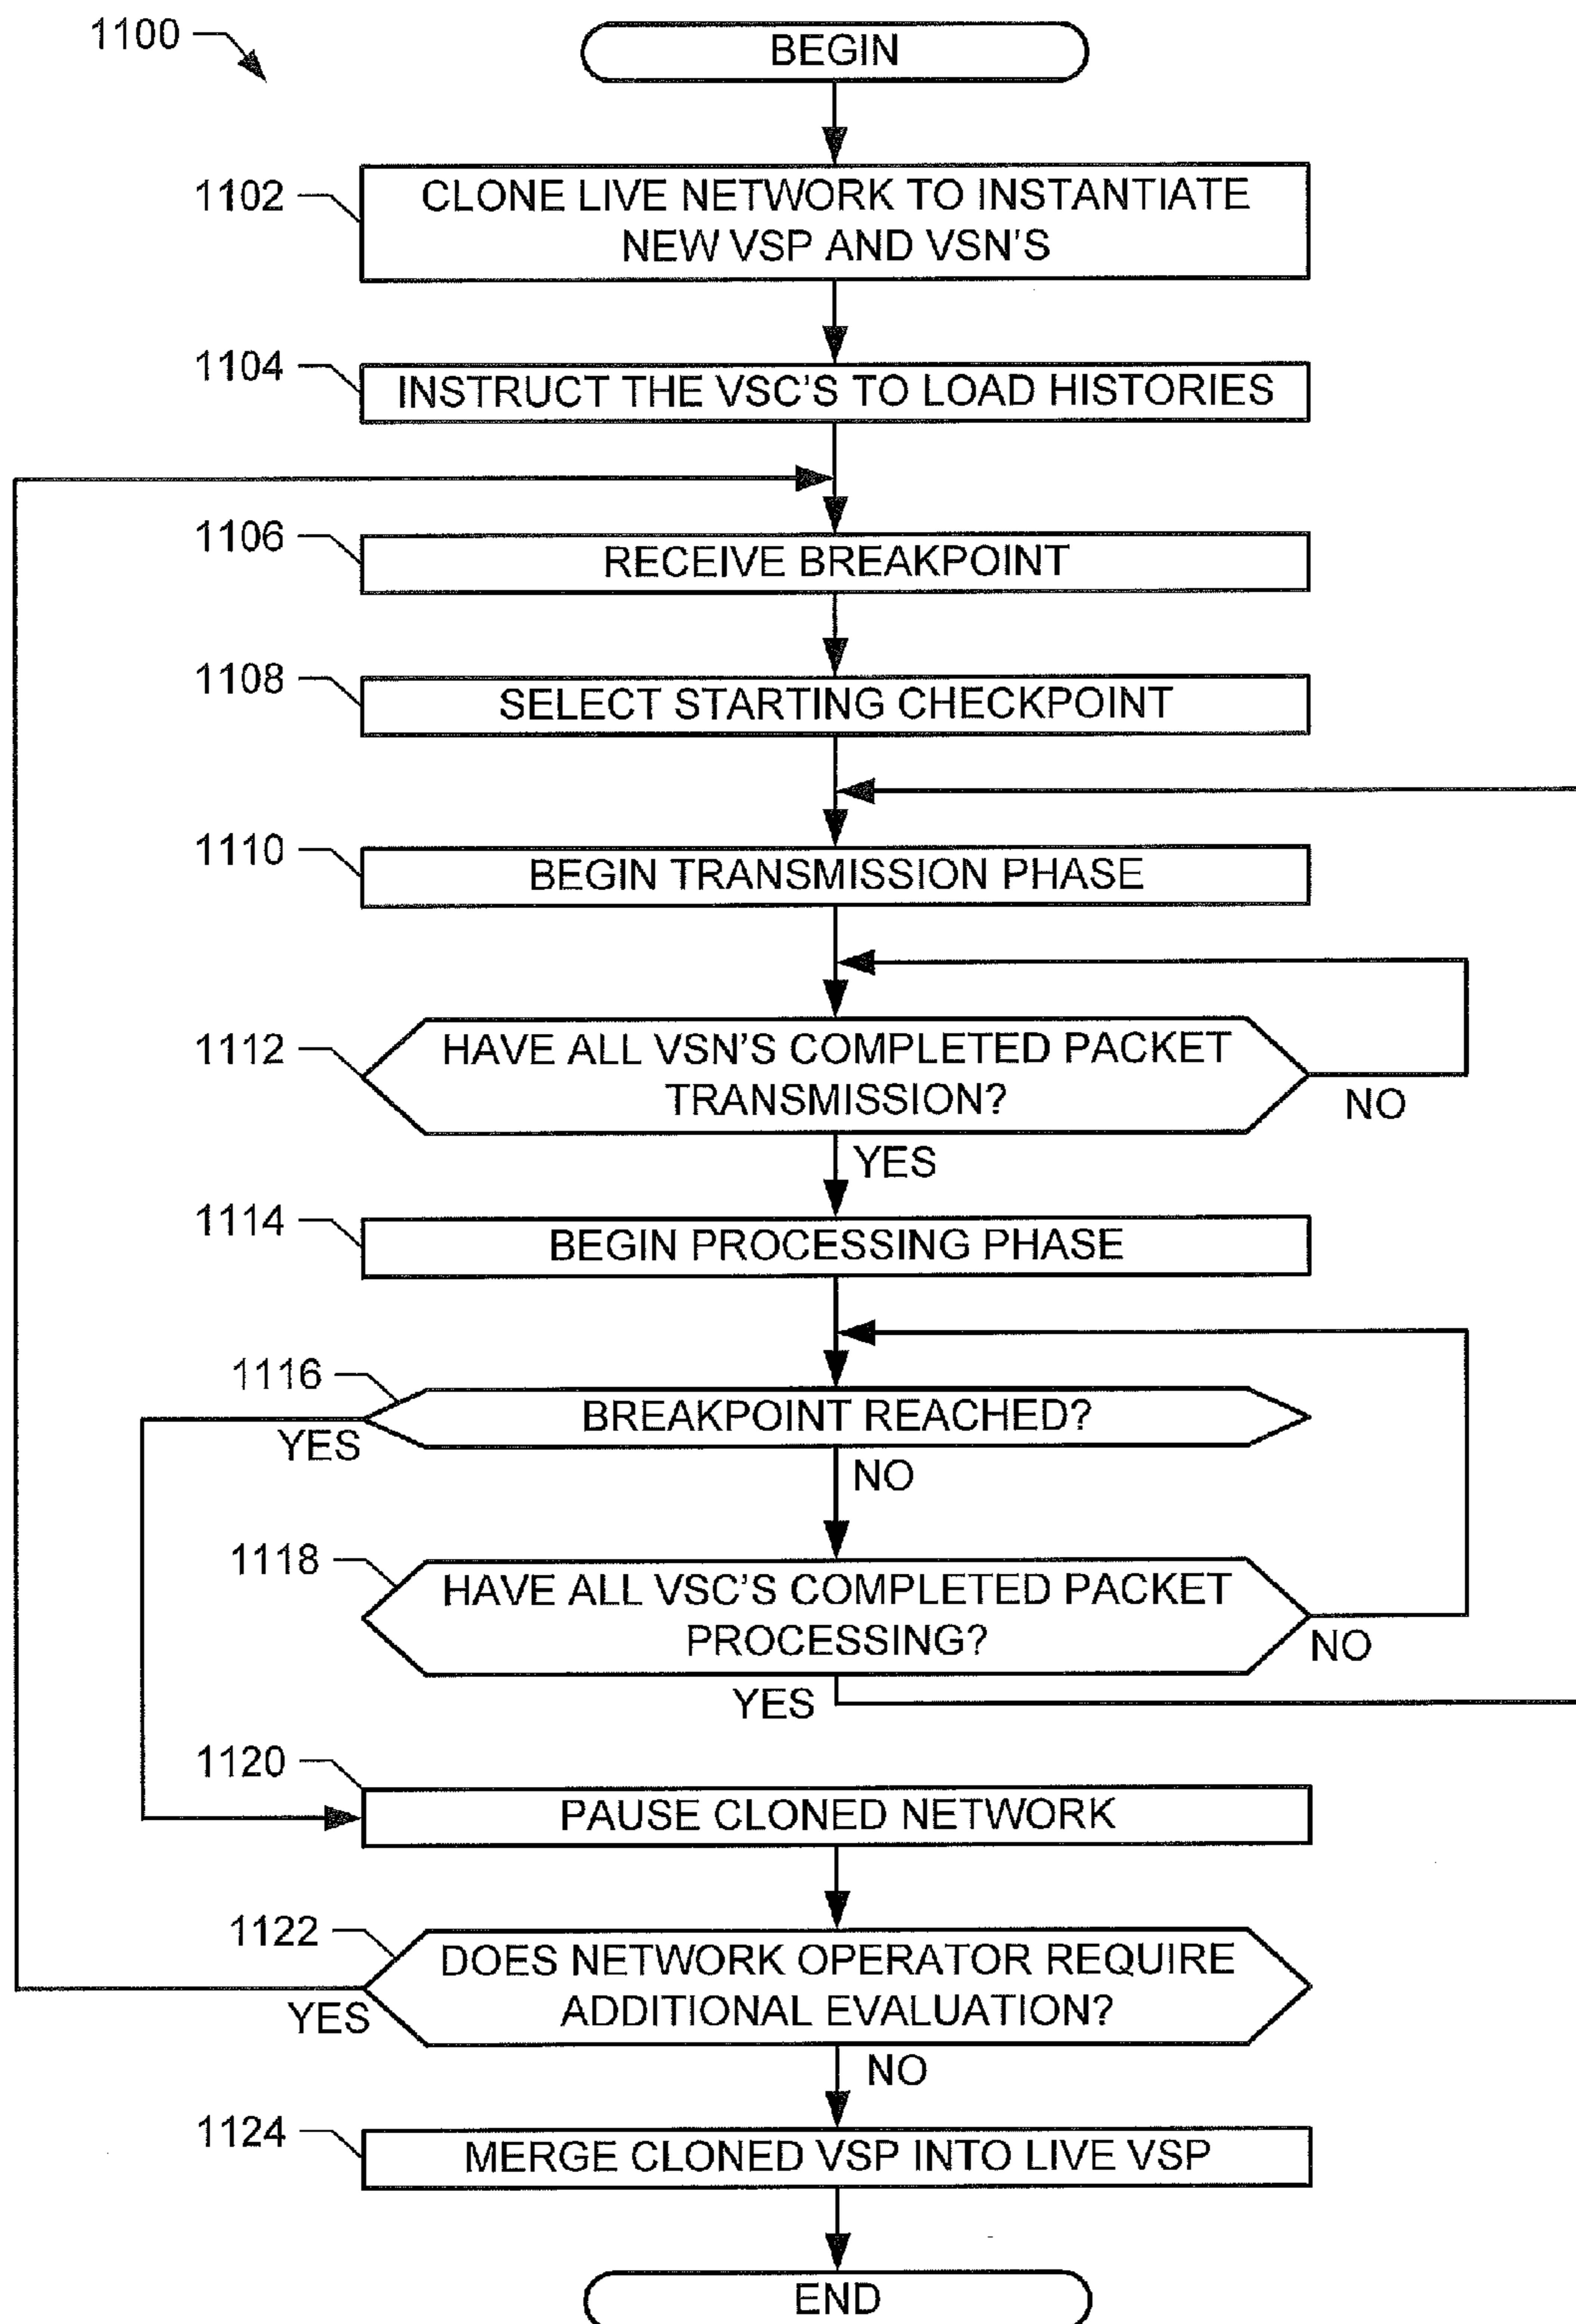 1100
BEGIN
1102
CLONE LIVE NETWORK TO INSTANTIATE
NEW VSP AND VSN'S
1104
INSTRUCT THE VSC'S TO LOAD HISTORIES
1106
RECEIVE BREAKPOINT
1108
SELECT STARTING CHECKPOINT
1110
BEGIN TRANSMISSION PHASE
1112
HAVE ALL VSN'S COMPLETED PACKET
TRANSMISSION?
NO
YES
1114
BEGIN PROCESSING PHASE
1116
BREAKPOINT REACHED?
YES
NO
1118
HAVE ALL VSC'S COMPLETED PACKET
PROCESSING?
NO
YES
1120
PAUSE CLONED NETWORK
1122
DOES NETWORK OPERATOR REQUIRE
ADDITIONAL EVALUATION?
YES
NO
1124
MERGE CLONED VSP INTO LIVE VSP
END